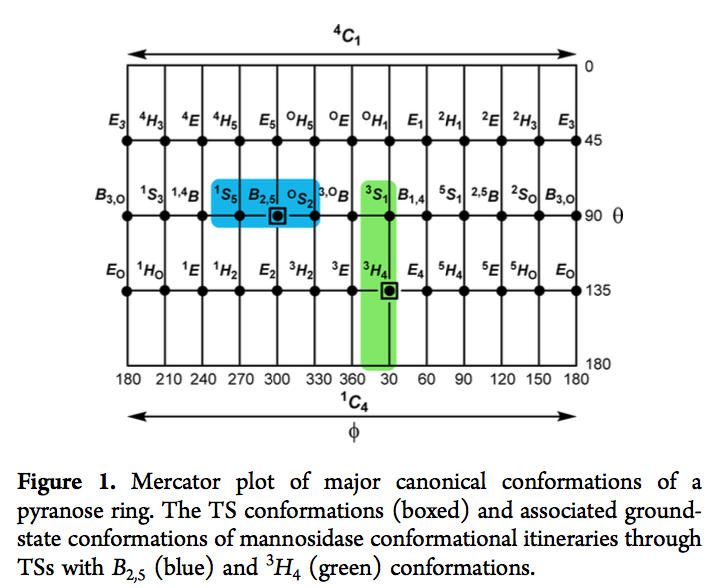 ⁴C₁
0
E₃ ⁴H₃ ⁴E ⁴H₅ E₅ ᴼH₅ ᴼE ᴼH₁ E₁ ²H₁ ²E ²H₃ E₃
45
B₃,ₒ ¹S₃ ¹,⁴B ¹S₅ B₂,₅ ᴼS₂ ³,ᴼB ³S₁ B₁,₄ ⁵S₁ ²,⁵B ²Sₒ B₃,ₒ
90 θ
Eₒ ¹Hₒ ¹E ¹H₂ E₂ ³H₂ ³E ³H₄ E₄ ⁵H₄ ⁵E ⁵Hₒ Eₒ
135
180
180 210 240 270 300 330 360 30 60 90 120 150 180
¹C₄
ϕ
Figure 1. Mercator plot of major canonical conformations of a
pyranose ring. The TS conformations (boxed) and associated ground-
state conformations of mannosidase conformational itineraries through
TSs with B₂,₅ (blue) and ³H₄ (green) conformations.